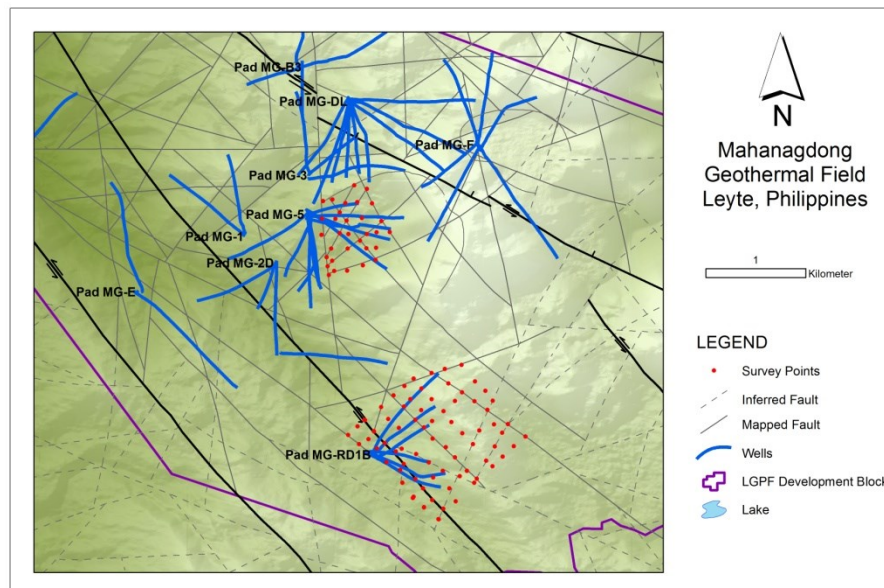 Pad MG-B3
Pad MG-DL
Pad MG-F
Pad MG-3
Pad MG-5
Pad MG-1
Pad MG-2D
Pad MG-E
Pad MG-RD1B
N
Mahanagdong
Geothermal Field
Leyte, Philippines
1
Kilometer
LEGEND
Survey Points
Inferred Fault
Mapped Fault
Wells
LGPF Development Block
Lake